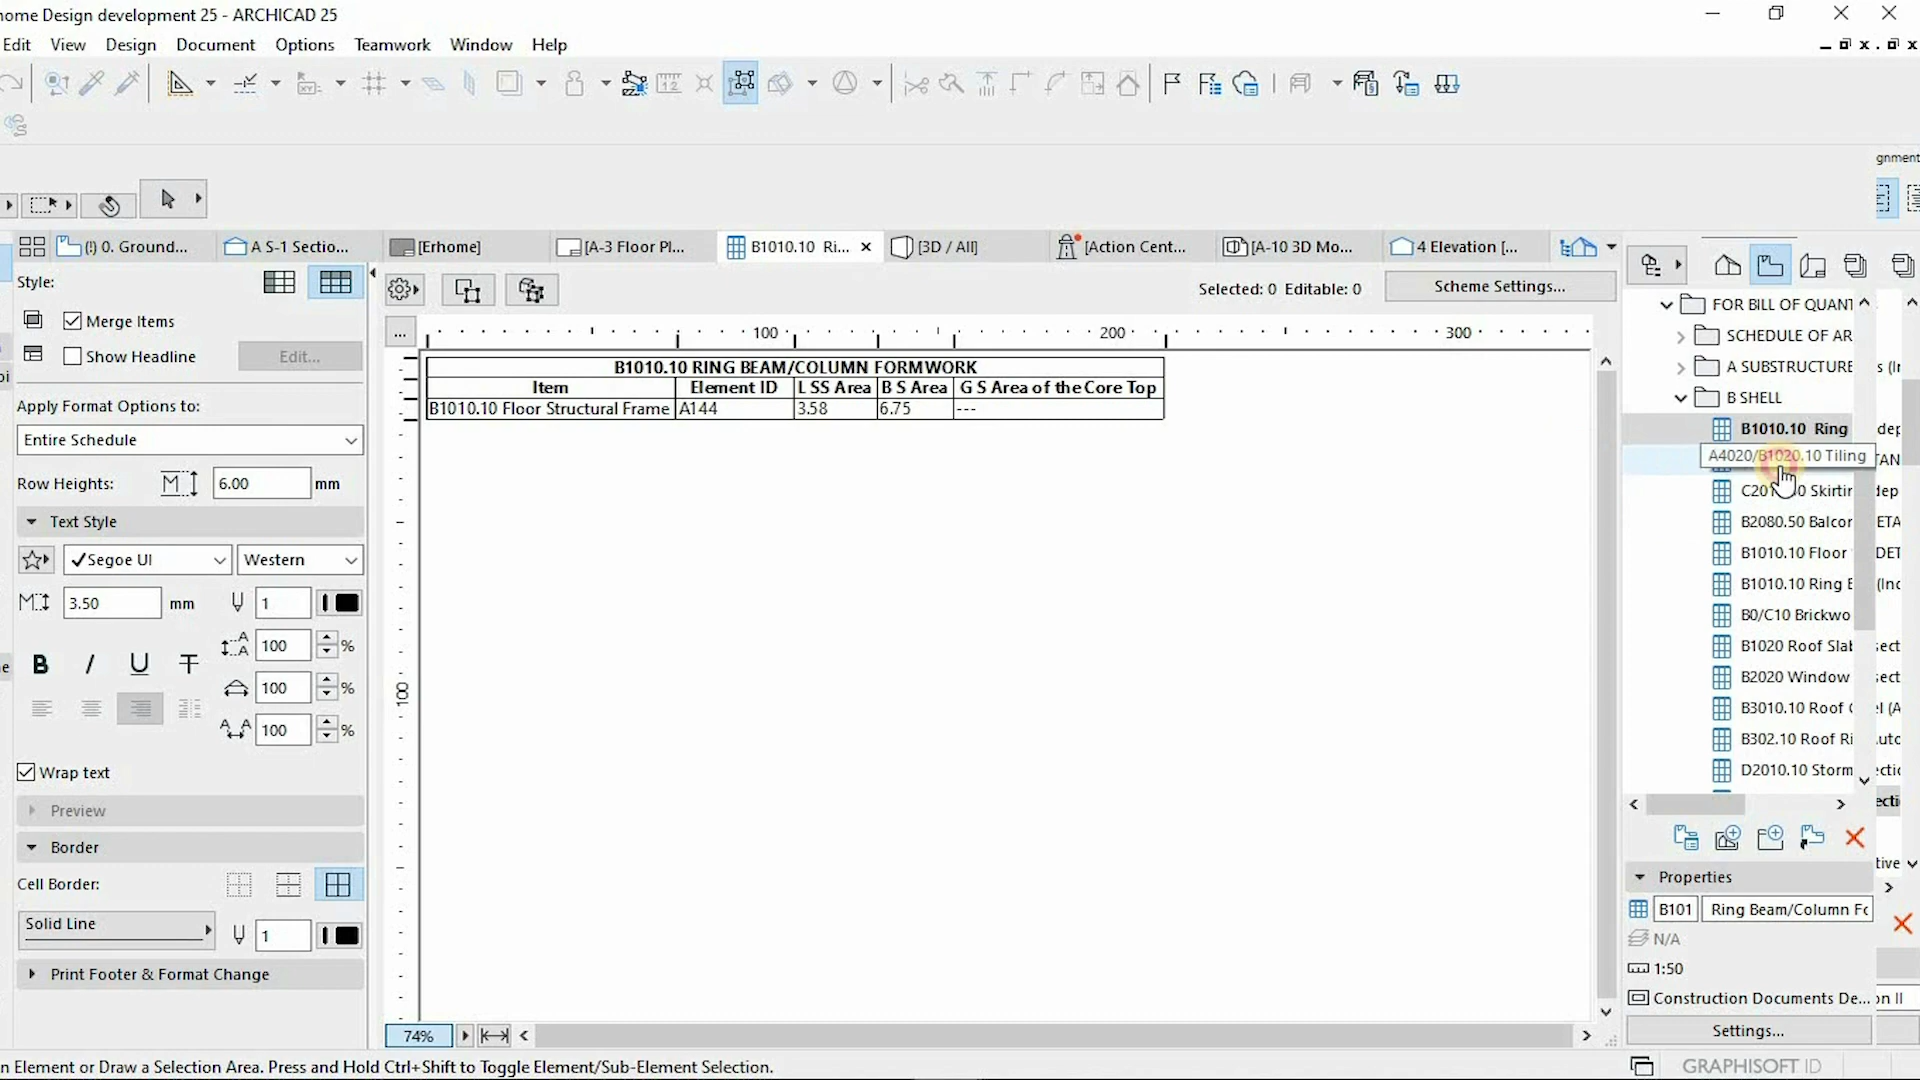 ome Design development 25 - ARCHICAD 25
Edit View Design Document Options Teamwork Window Help
gnment
(!) 0. Ground...
A S-1 Sectio...
[Erhome]
[A-3 Floor Pl...
B1010.10 Ri...
[3D / All]
[Action Cent...
[A-10 3D Mo...
4 Elevation [...
Style:
Merge Items
Show Headline
Edit...
Apply Format Options to:
Entire Schedule
Row Heights:
6.00
mm
Text Style
Segoe UI
Western
3.50
mm
1
100 %
100 %
100 %
B I U T
Wrap text
Preview
Border
Cell Border:
Solid Line
1
Print Footer & Format Change
Selected: 0 Editable: 0
Scheme Settings...
...
100
200
300
100
B1010.10 RING BEAM/COLUMN FORMWORK
Item Element ID L SS Area B S Area G S Area of the Core Top
B1010.10 Floor Structural Frame A144 3.58 6.75 ---
74%
FOR BILL OF QUANT
SCHEDULE OF AR
A SUBSTRUCTURE
B SHELL
B1010.10 Ring
A4020/B1020.10 Tiling
Skirtin
B2080.50 Balcor
B1010.10 Floor
B1010.10 Ring
B0/C10 Brickwo
B1020 Roof Slab
B2020 Window
B3010.10 Roof
B302.10 Roof Ri
D2010.10 Storm
Properties
B101
Ring Beam/Column Fo
N/A
1:50
Construction Documents De...
on II
Settings...
n Element or Draw a Selection Area. Press and Hold Ctrl+Shift to Toggle Element/Sub-Element Selection.
GRAPHISOFT ID